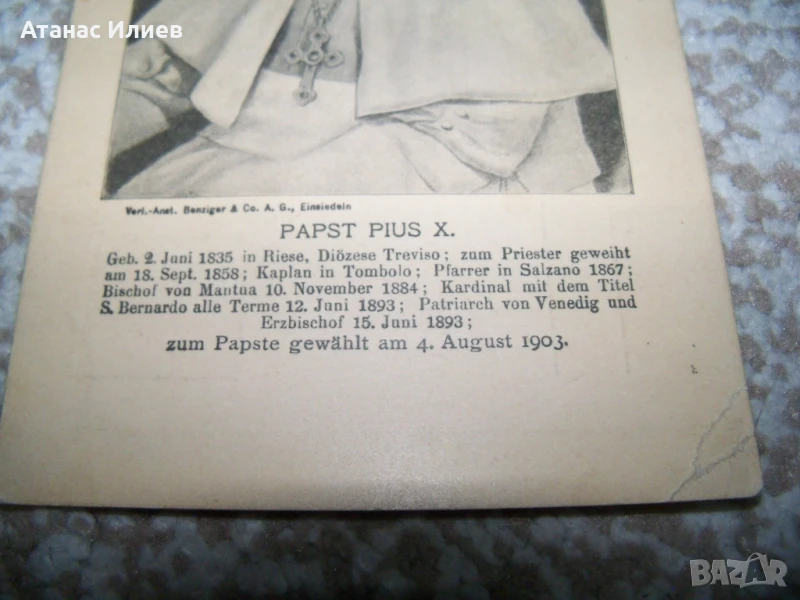 Атанас Илиев
Verl.-Anst. Benziger & Co. A. G., Einsiedeln
PAPST PIUS X.
Geb. 2. Juni 1835 in Riese, Diözese Treviso; zum Priester geweiht
am 18. Sept. 1858; Kaplan in Tombolo; Pfarrer in Salzano 1867;
Bischof von Mantua 10. November 1884; Kardinal mit dem Titel
S. Bernardo alle Terme 12. Juni 1893; Patriarch von Venedig und
Erzbischof 15. Juni 1893;
zum Papste gewählt am 4. August 1903.
BAZAR